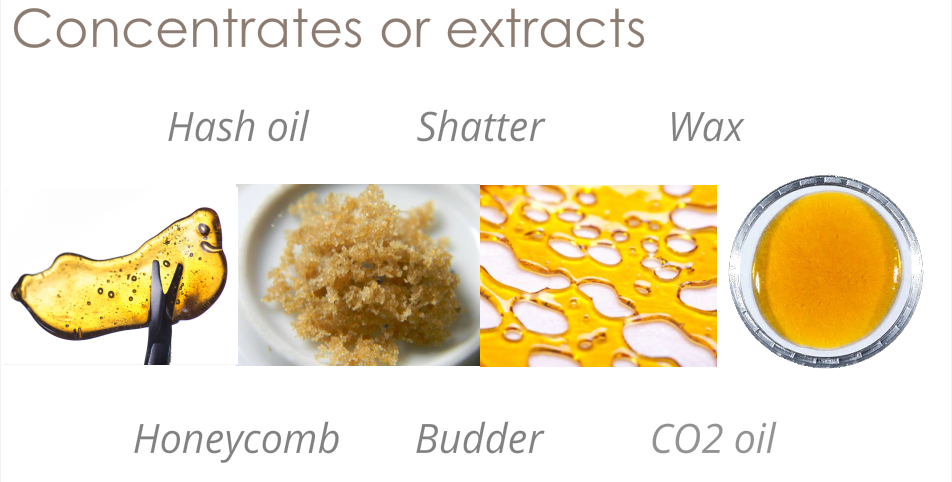 Concentrates or extracts
Hash oil Shatter Wax
Honeycomb Budder CO2 oil